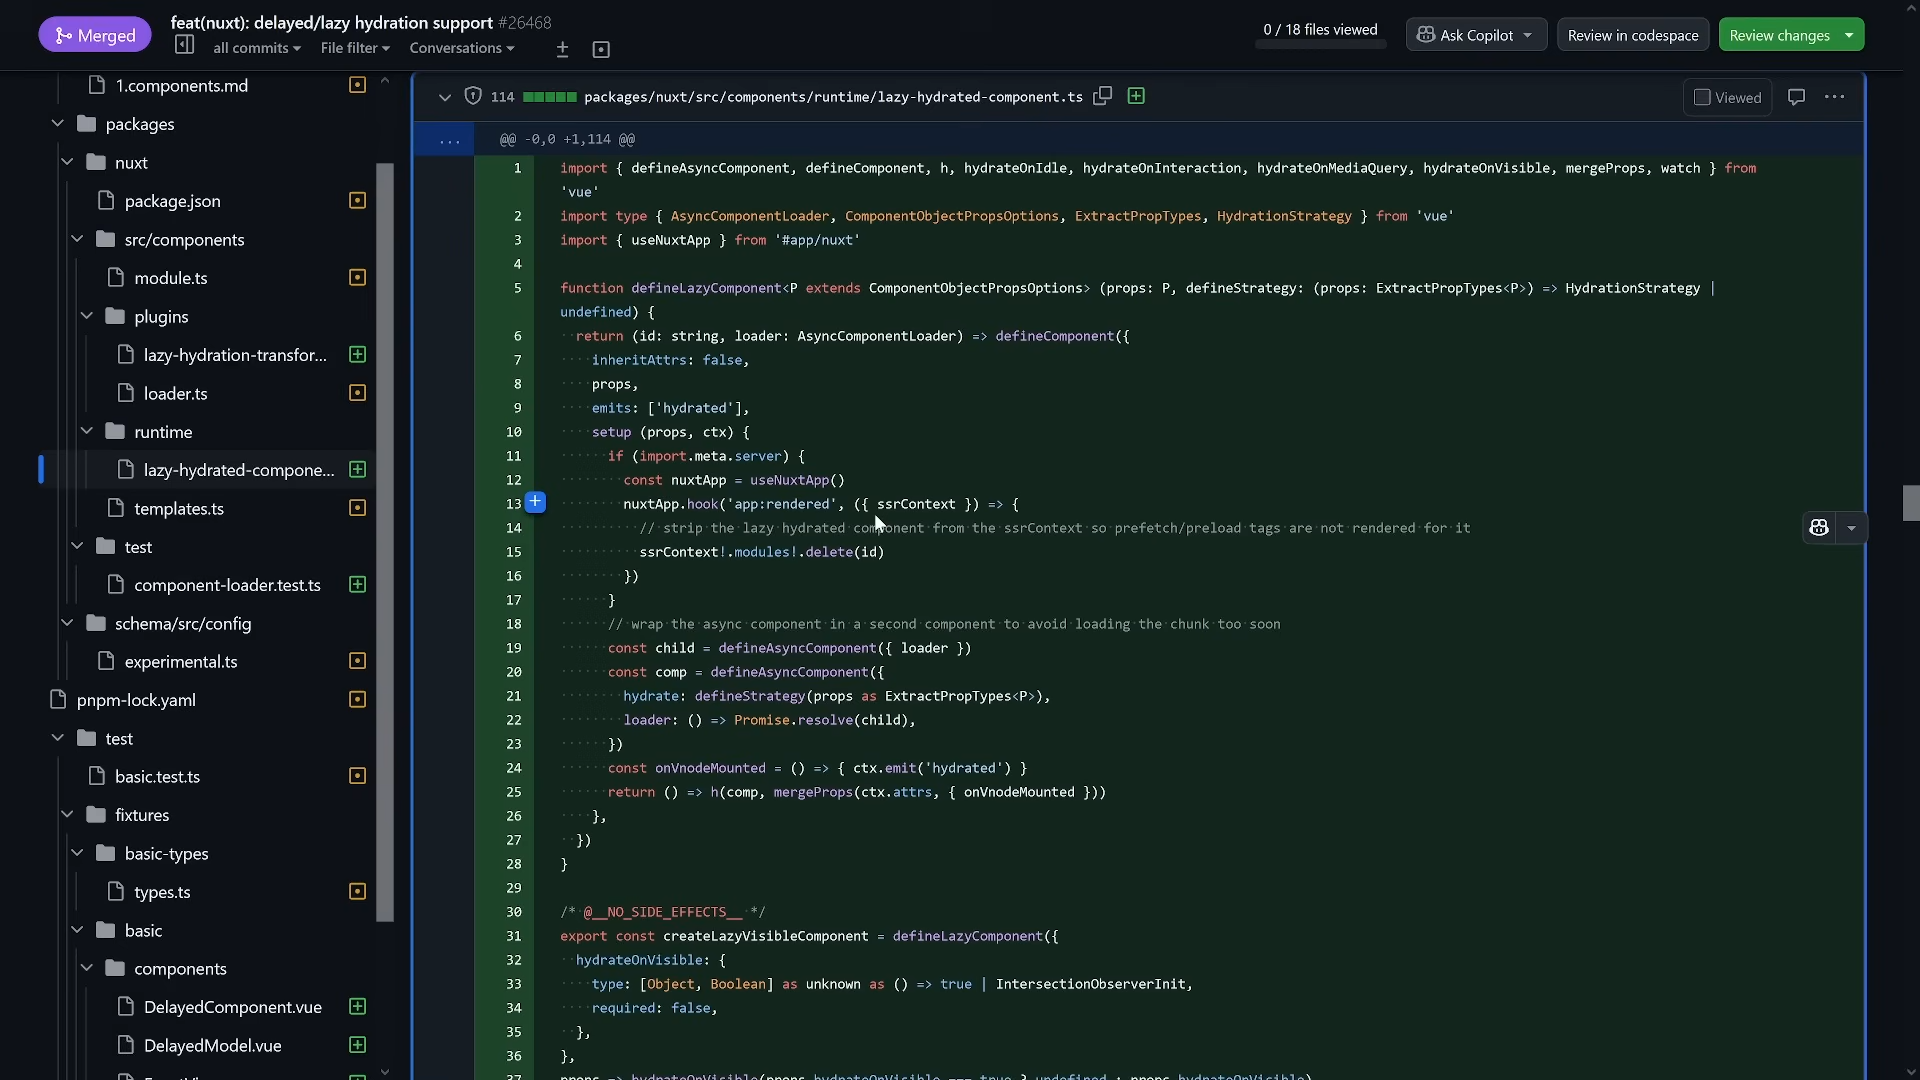 Merged
feat(nuxt): delayed/lazy hydration support #26468
all commits
File filter
Conversations
0 / 18 files viewed
Ask Copilot
Review in codespace
Review changes
1.components.md
packages
nuxt
package.json
src/components
module.ts
plugins
lazy-hydration-transfor...
loader.ts
runtime
lazy-hydrated-compone...
templates.ts
test
component-loader.test.ts
schema/src/config
experimental.ts
pnpm-lock.yaml
test
basic.test.ts
fixtures
basic-types
types.ts
basic
components
DelayedComponent.vue
DelayedModel.vue
114 packages/nuxt/src/components/runtime/lazy-hydrated-component.ts
Viewed
... @@ -0,0 +1,114 @@
1 import { defineAsyncComponent, defineComponent, h, hydrateOnIdle, hydrateOnInteraction, hydrateOnMediaQuery, hydrateOnVisible, mergeProps, watch } from
'vue'
2 import type { AsyncComponentLoader, ComponentObjectPropsOptions, ExtractPropTypes, HydrationStrategy } from 'vue'
3 import { useNuxtApp } from '#app/nuxt'
4
5 function defineLazyComponent<P extends ComponentObjectPropsOptions> (props: P, defineStrategy: (props: ExtractPropTypes<P>) => HydrationStrategy |
undefined) {
6 return (id: string, loader: AsyncComponentLoader) => defineComponent({
7 inheritAttrs: false,
8 props,
9 emits: ['hydrated'],
10 setup (props, ctx) {
11 if (import.meta.server) {
12 const nuxtApp = useNuxtApp()
13 nuxtApp.hook('app:rendered', ({ ssrContext }) => {
14 // strip the lazy hydrated component from the ssrContext so prefetch/preload tags are not rendered for it
15 ssrContext!.modules!.delete(id)
16 })
17 }
18 // wrap the async component in a second component to avoid loading the chunk too soon
19 const child = defineAsyncComponent({ loader })
20 const comp = defineAsyncComponent({
21 hydrate: defineStrategy(props as ExtractPropTypes<P>),
22 loader: () => Promise.resolve(child),
23 })
24 const onVnodeMounted = () => { ctx.emit('hydrated') }
25 return () => h(comp, mergeProps(ctx.attrs, { onVnodeMounted }))
26 },
27 })
28 }
29
30 /* @__NO_SIDE_EFFECTS__ */
31 export const createLazyVisibleComponent = defineLazyComponent({
32 hydrateOnVisible: {
33 type: [Object, Boolean] as unknown as () => true | IntersectionObserverInit,
34 required: false,
35 },
36 },
37 props => hydrateOnVisible(props.hydrateOnVisible === true ? undefined : props.hydrateOnVisible)